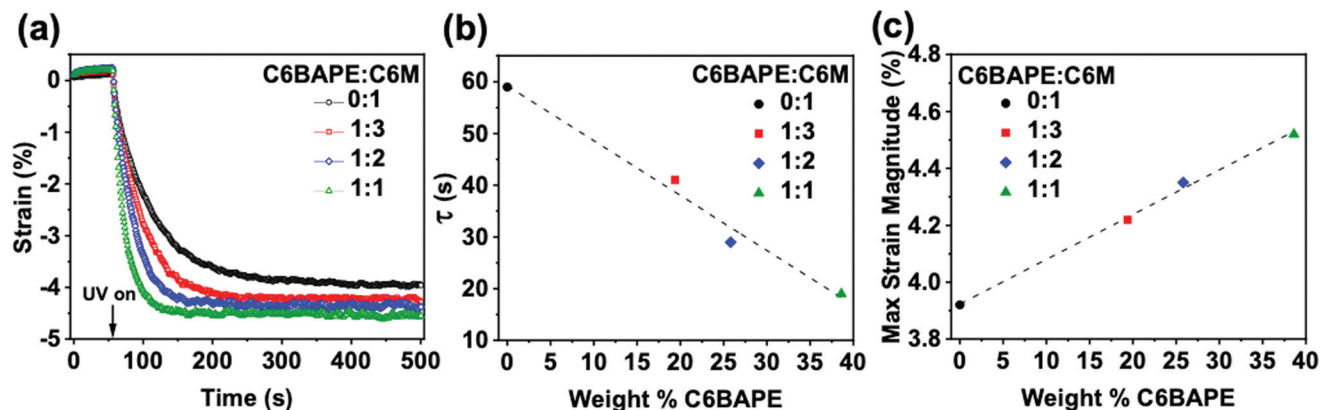 (a)
C6BAPE:C6M
0:1
1:3
1:2
1:1
UV on
0
-1
-2
-3
-4
-5
Strain (%)
0 100 200 300 400 500
Time (s)
(b)
C6BAPE:C6M
0:1
1:3
1:2
1:1
60
50
40
30
20
10
τ (s)
0 5 10 15 20 25 30 35 40
Weight % C6BAPE
(c)
C6BAPE:C6M
0:1
1:3
1:2
1:1
4.8
4.6
4.4
4.2
4.0
3.8
Max Strain Magnitude (%)
0 5 10 15 20 25 30 35 40
Weight % C6BAPE